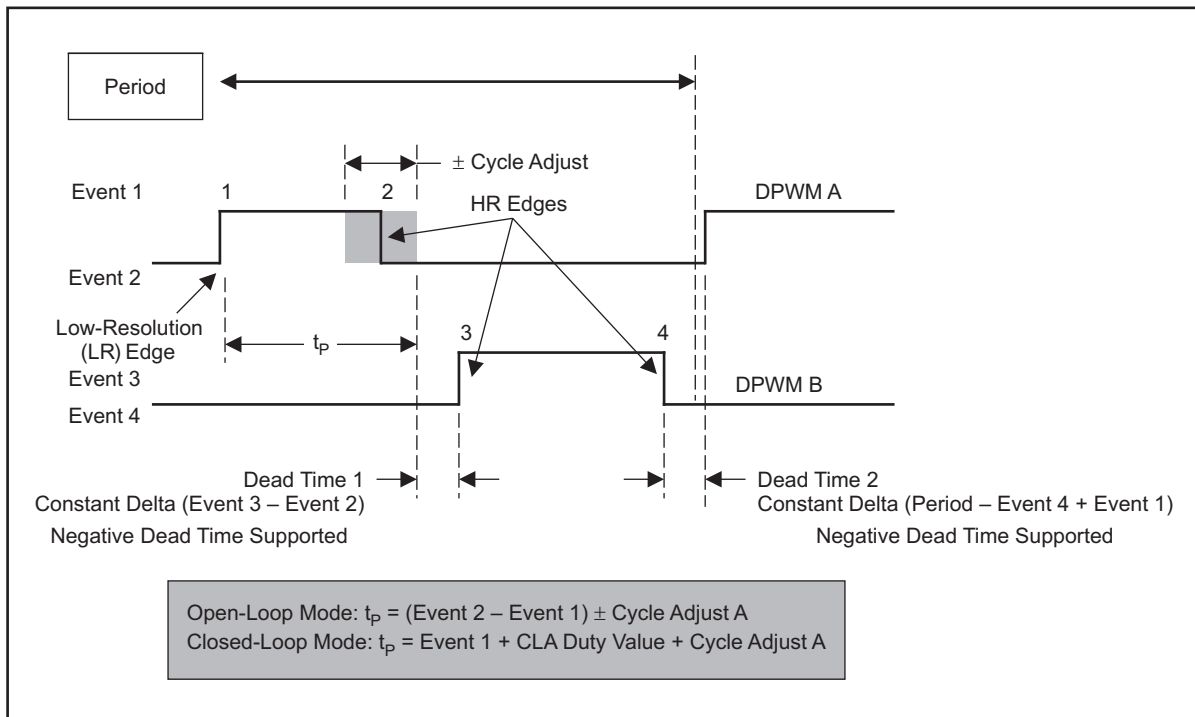 Period
± Cycle Adjust
Event 1
1
2
HR Edges
DPWM A
Event 2
Low-Resolution
(LR) Edge
tP
3
4
Event 3
DPWM B
Event 4
Dead Time 1
Constant Delta (Event 3 – Event 2)
Negative Dead Time Supported
Dead Time 2
Constant Delta (Period – Event 4 + Event 1)
Negative Dead Time Supported
Open-Loop Mode: tP = (Event 2 – Event 1) ± Cycle Adjust A
Closed-Loop Mode: tP = Event 1 + CLA Duty Value + Cycle Adjust A